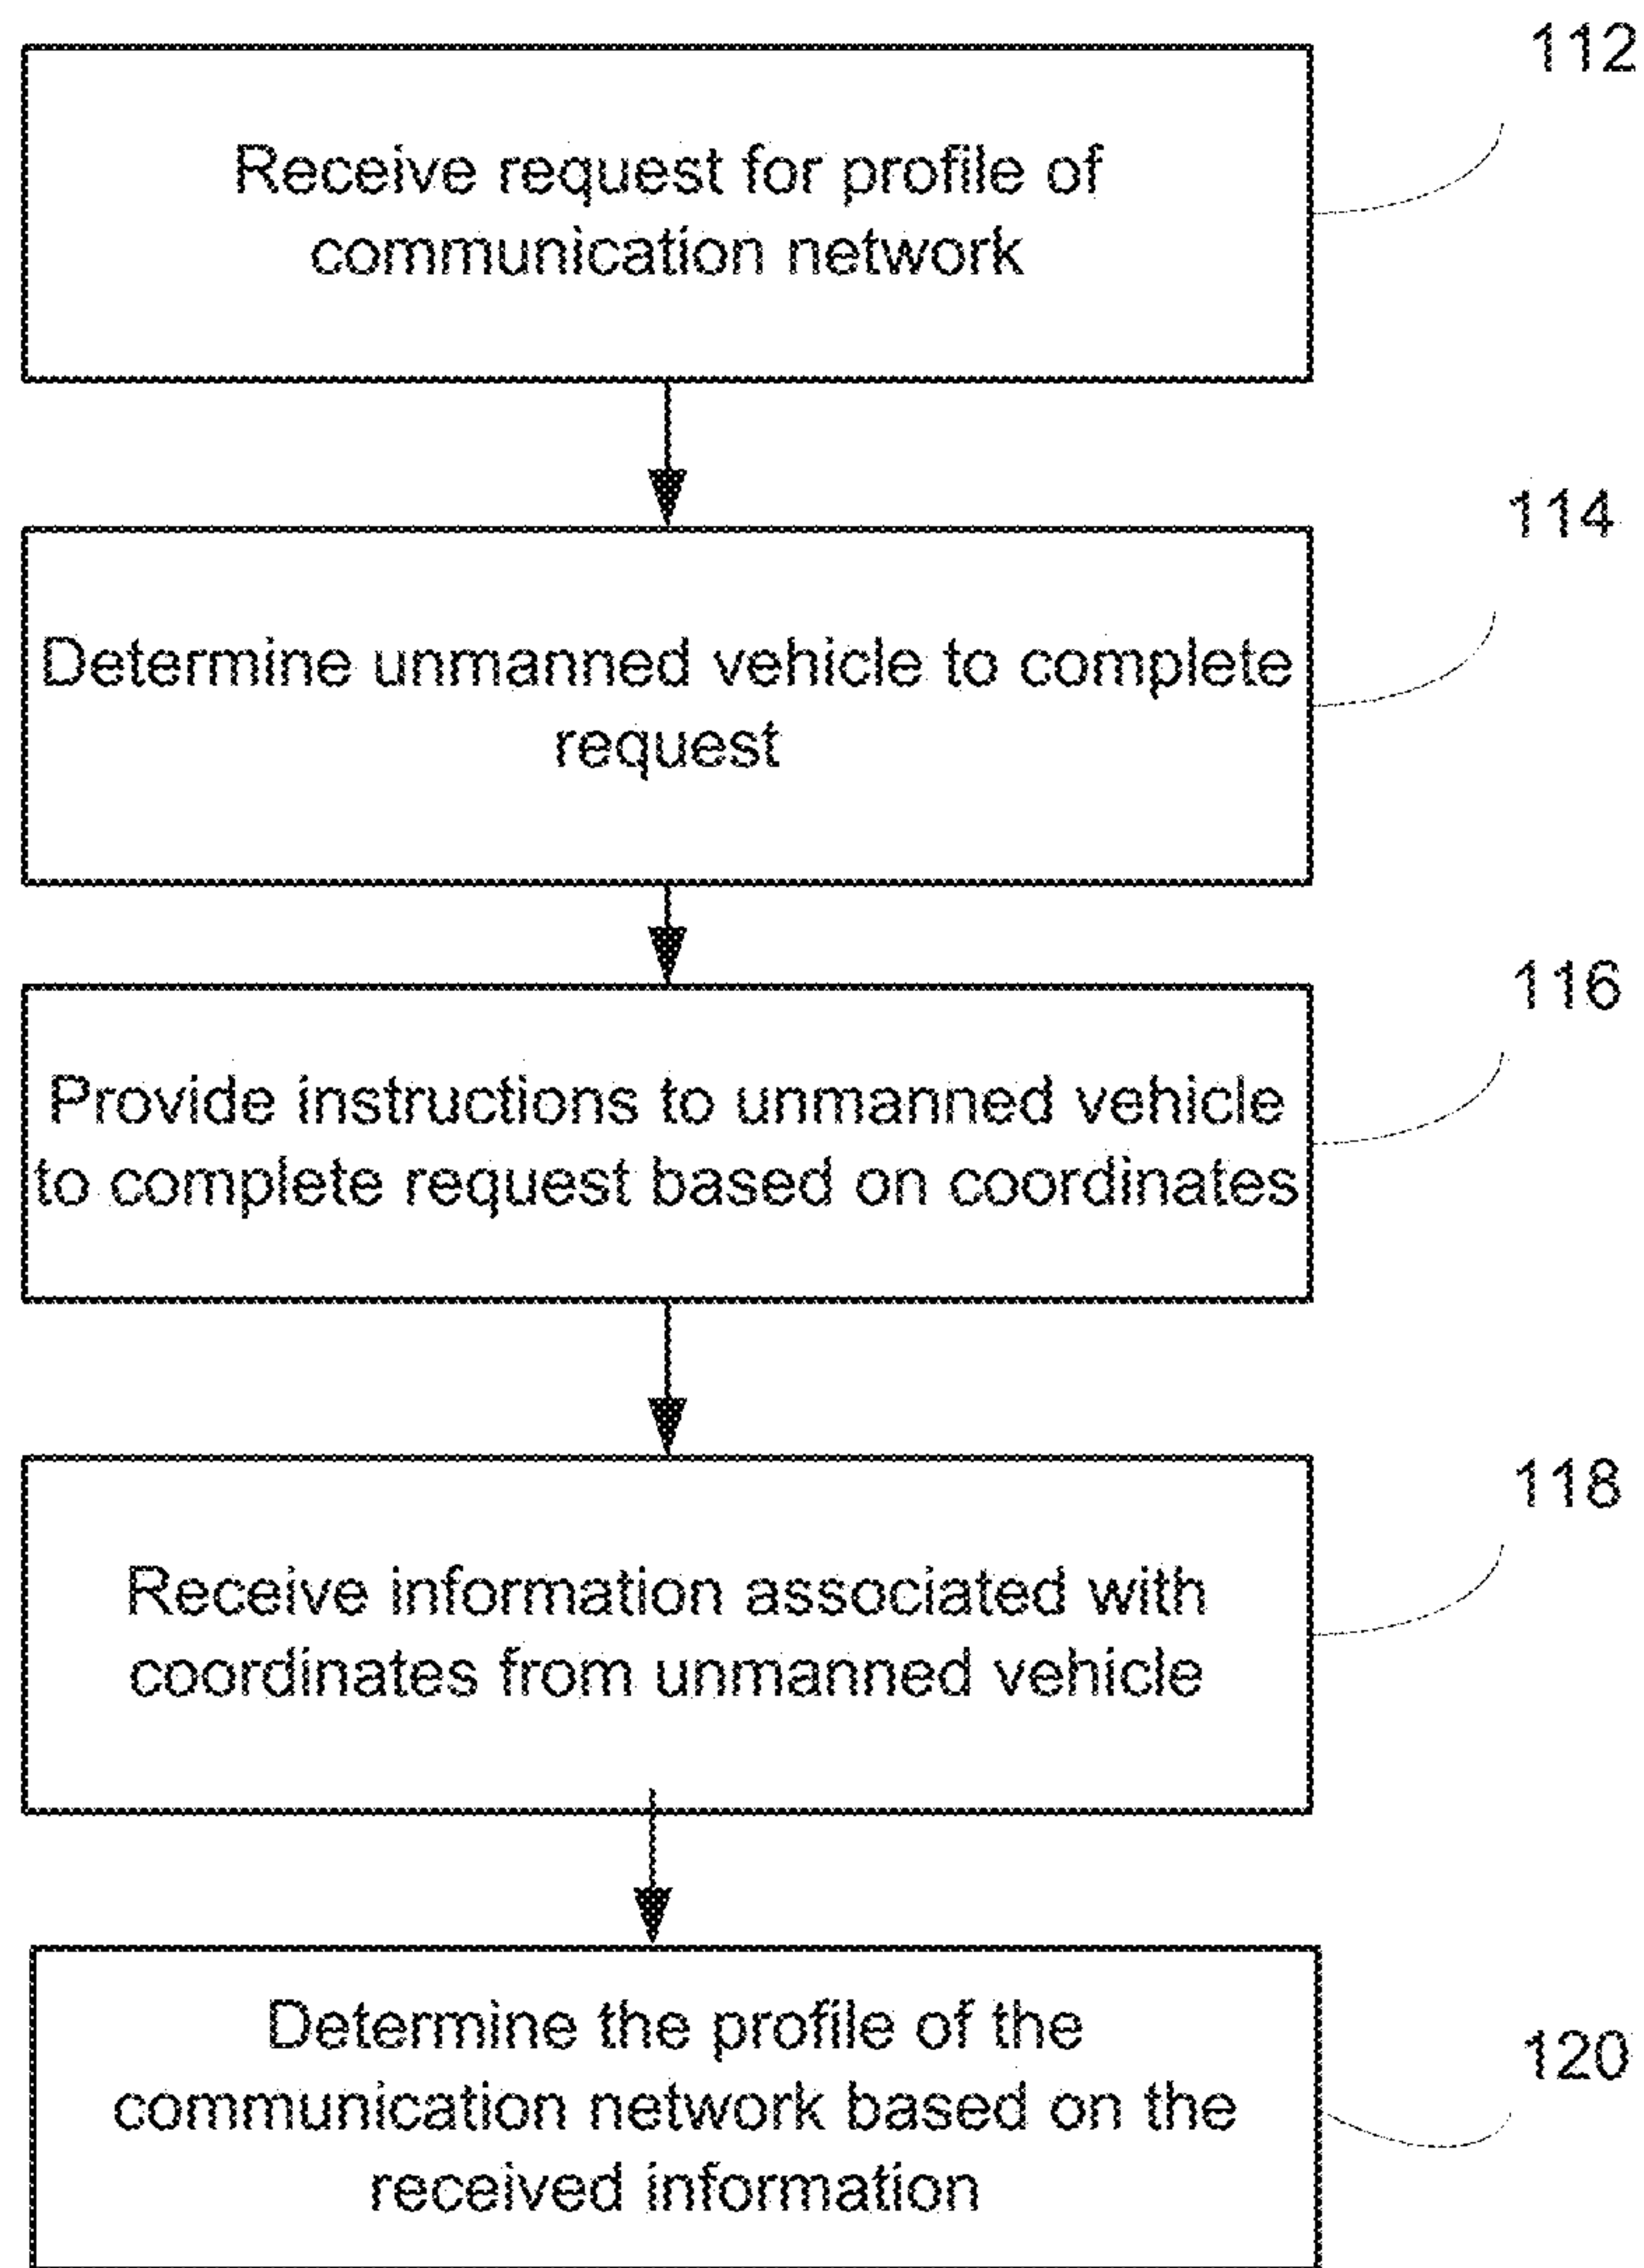 112
Receive request for profile of
communication network
114
Determine unmanned vehicle to complete
request
116
Provide instructions to unmanned vehicle
to complete request based on coordinates
118
Receive information associated with
coordinates from unmanned vehicle
120
Determine the profile of the
communication network based on the
received information